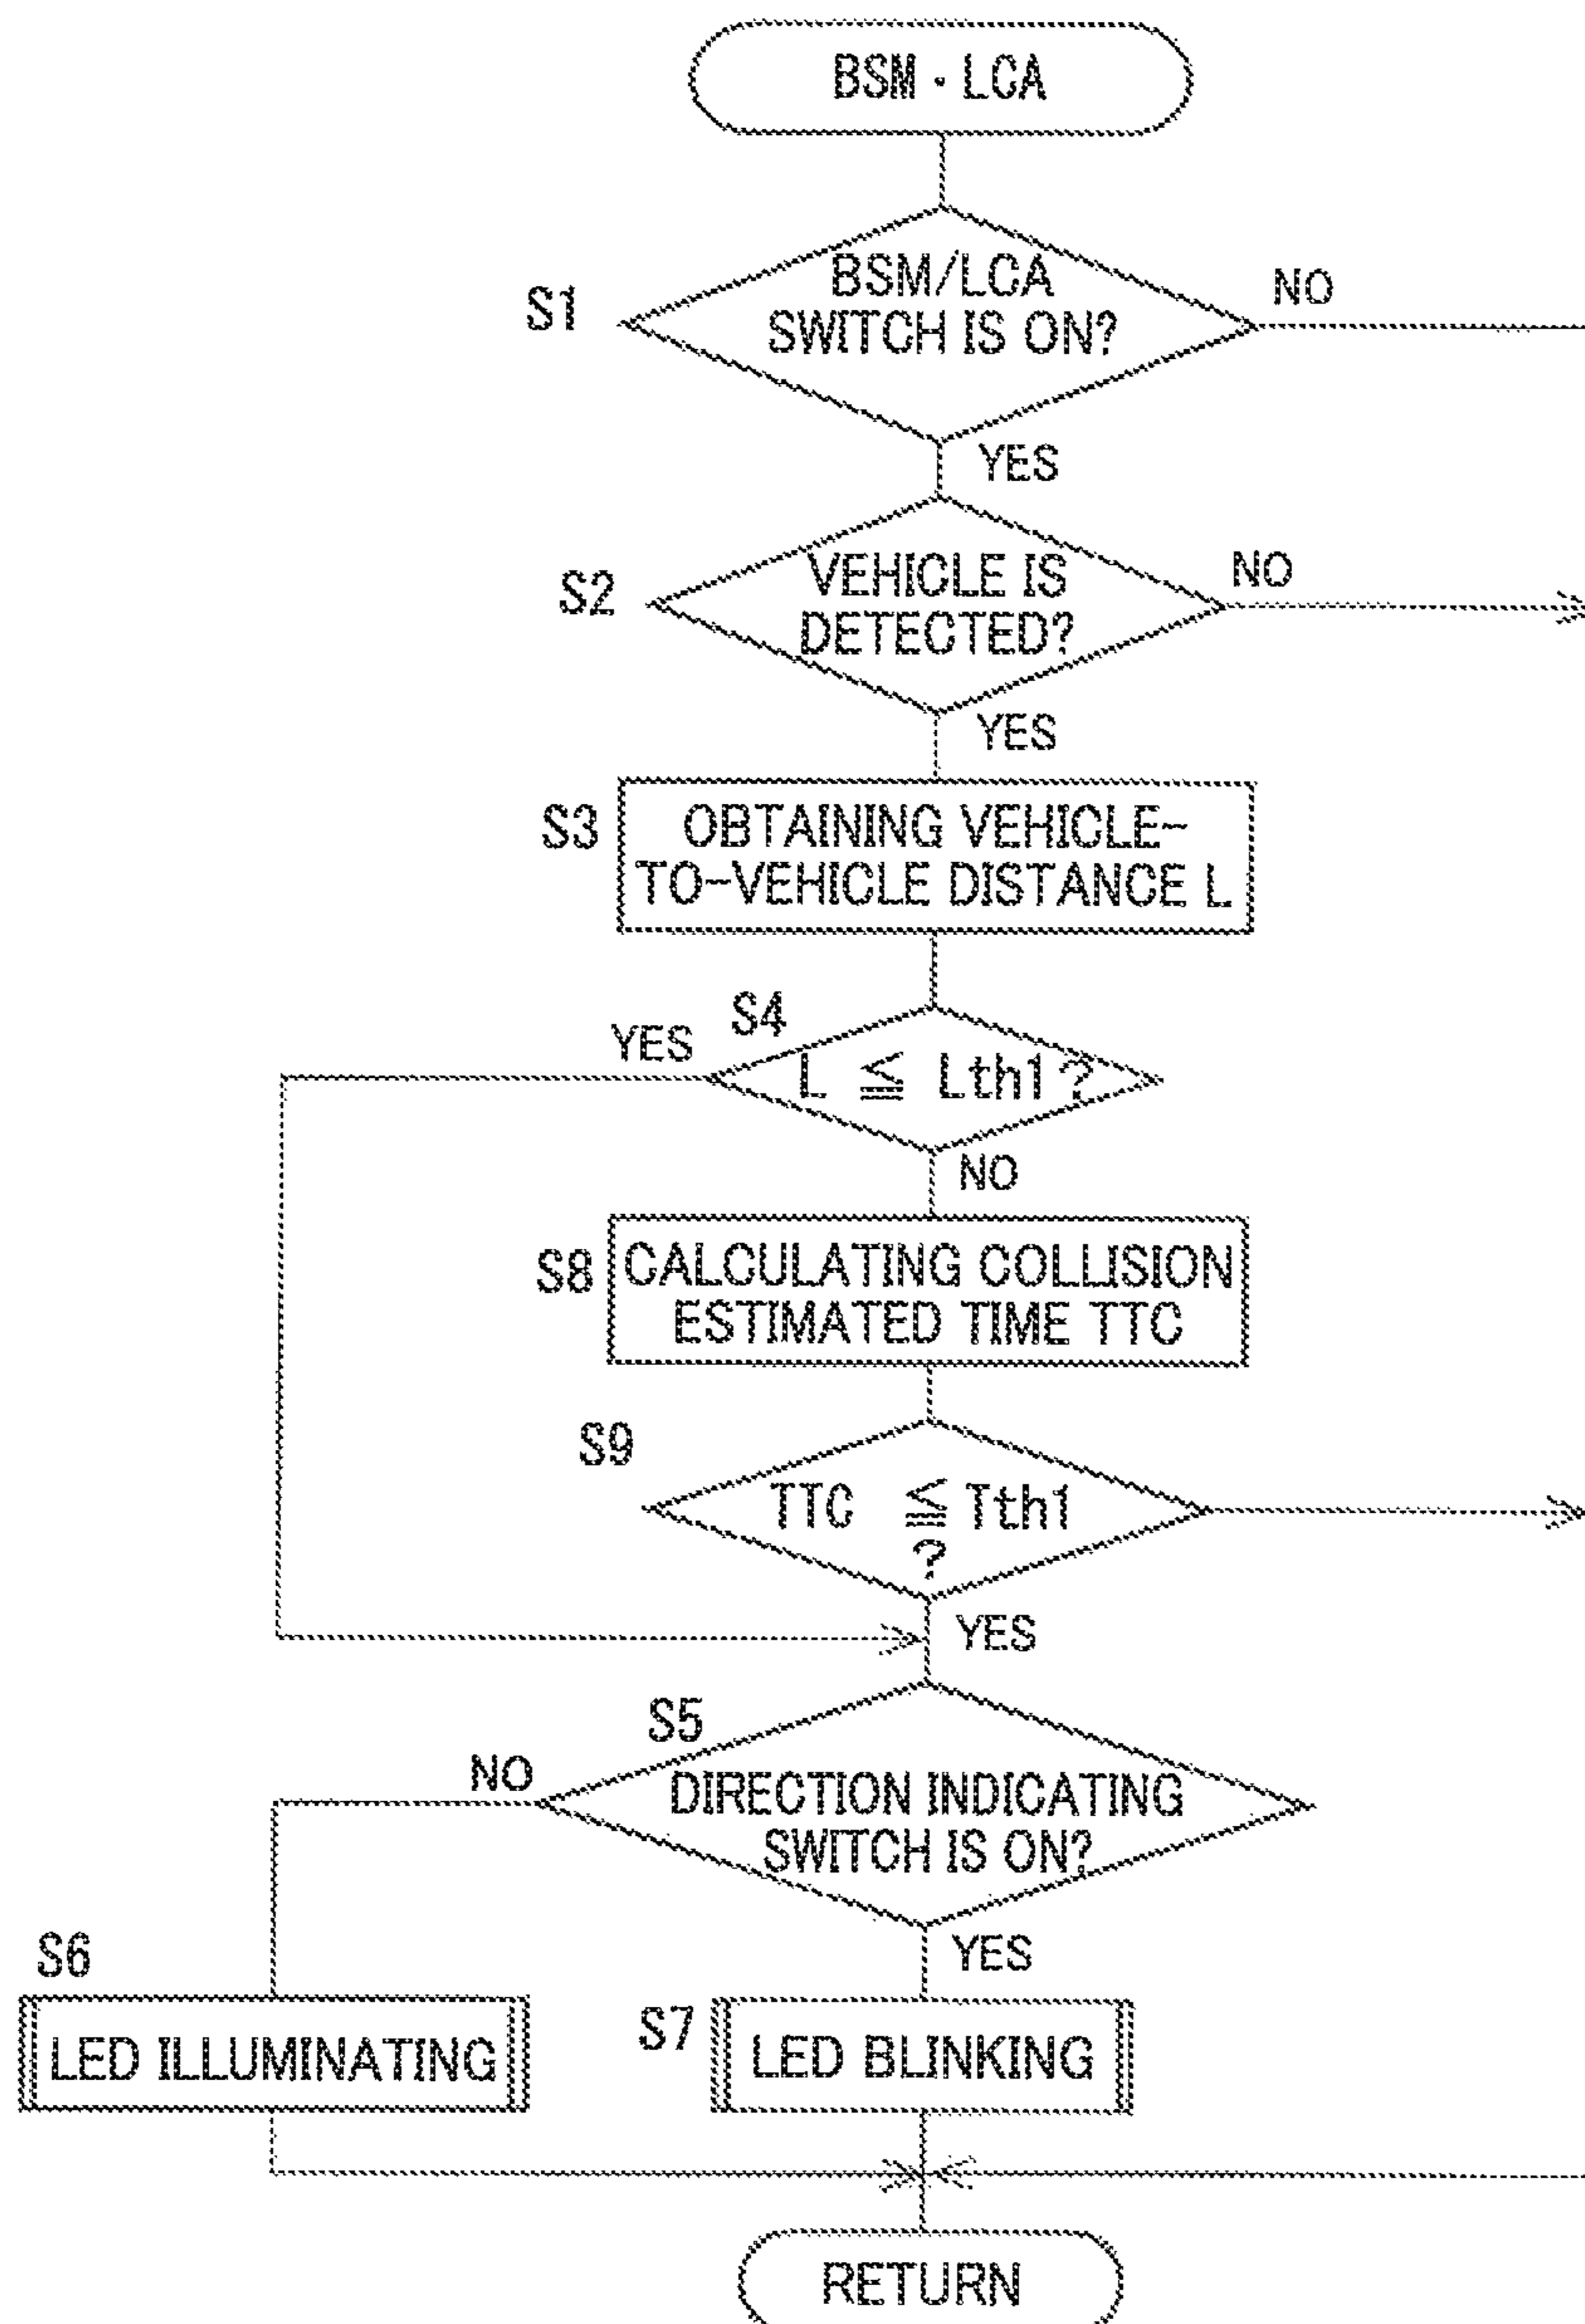 BSM · LCA
S1
BSM/LCA
SWITCH IS ON?
NO
YES
S2
VEHICLE IS
DETECTED?
NO
YES
S3
OBTAINING VEHICLE-
TO-VEHICLE DISTANCE L
S4
YES
L ≦ Lth1?
NO
S8
CALCULATING COLLISION
ESTIMATED TIME TTC
S9
TTC ≦ Tth1
?
YES
S5
NO
DIRECTION INDICATING
SWITCH IS ON?
YES
S6
LED ILLUMINATING
S7
LED BLINKING
RETURN